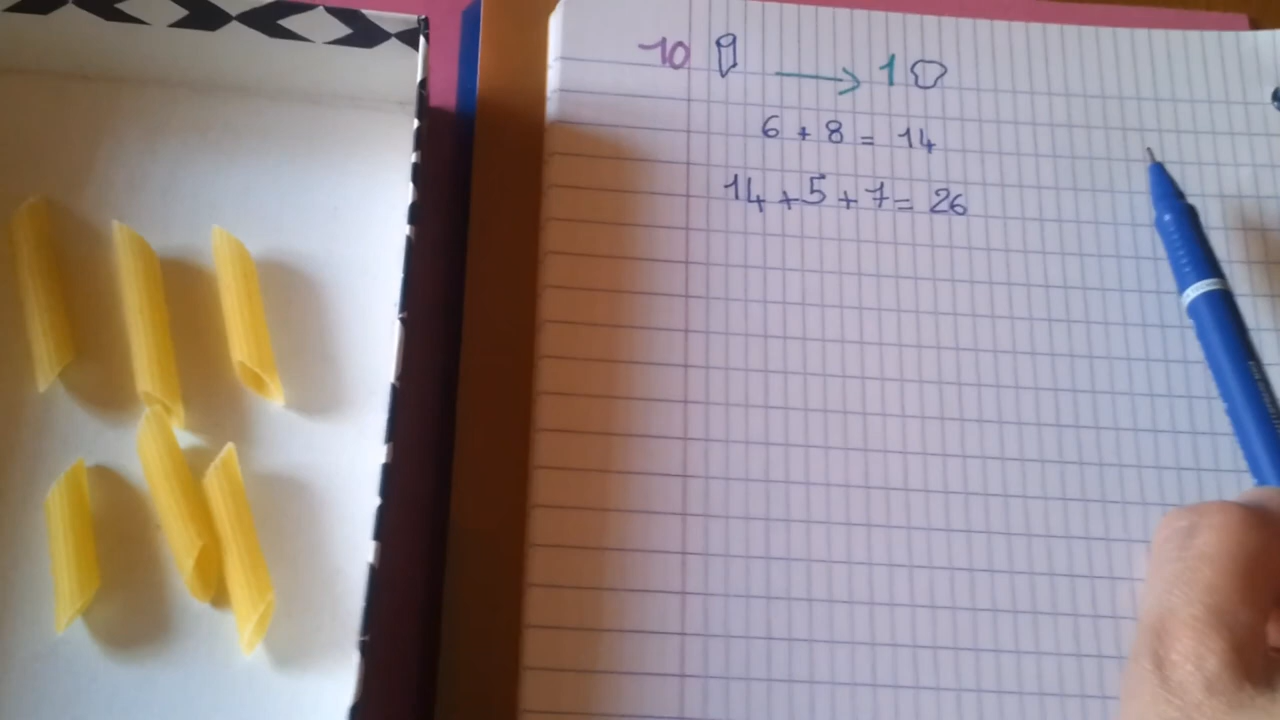 10 → 1
6 + 8 = 14
14 + 5 + 7 = 26